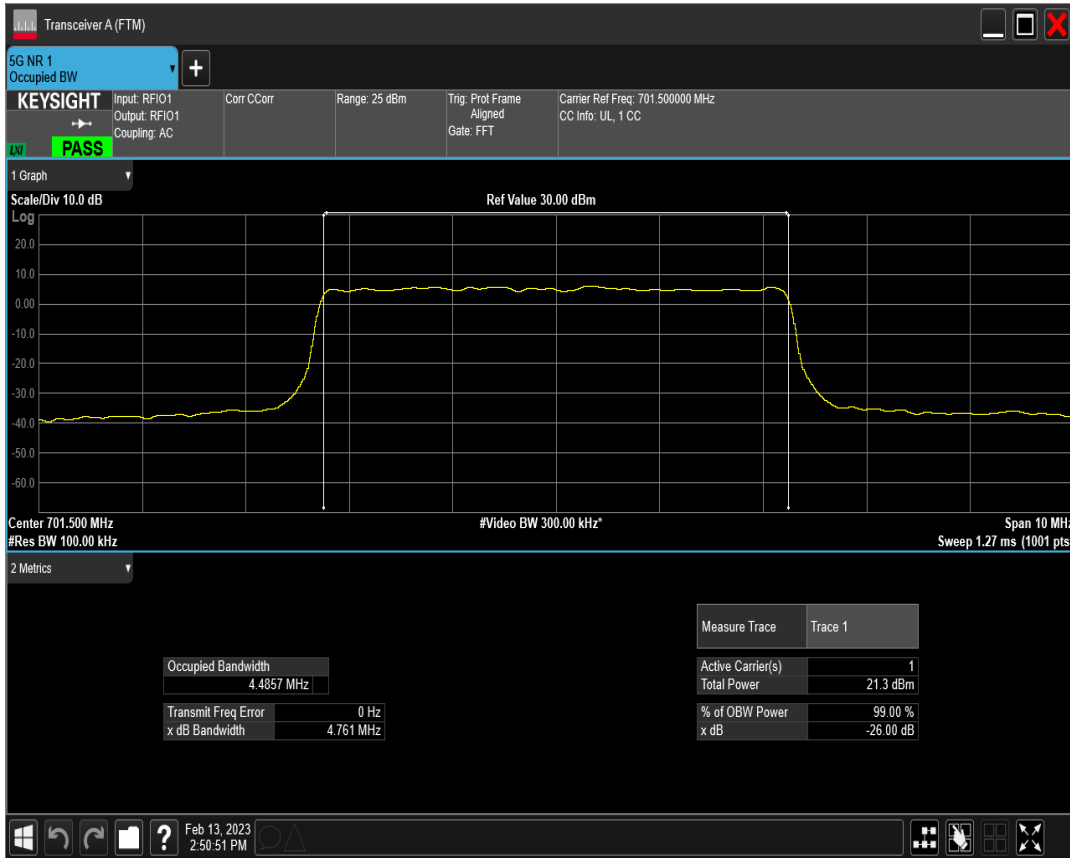 Transceiver A (FTM)
5G NR 1
Occupied BW
+
KEYSIGHT
LXI
PASS
Input: RFIO1
Output: RFIO1
Coupling: AC
Corr CCorr
Range: 25 dBm
Trig: Prot Frame
Aligned
Gate: FFT
Carrier Ref Freq: 701.500000 MHz
CC Info: UL, 1 CC
1 Graph
Scale/Div 10.0 dB
Ref Value 30.00 dBm
Log
20.0
10.0
0.00
-10.0
-20.0
-30.0
-40.0
-50.0
-60.0
Center 701.500 MHz
#Video BW 300.00 kHz*
Span 10 MHz
#Res BW 100.00 kHz
Sweep 1.27 ms (1001 pts
2 Metrics
Measure Trace Trace 1
Occupied Bandwidth
4.4857 MHz
Active Carrier(s) 1
Total Power 21.3 dBm
Transmit Freq Error 0 Hz
x dB Bandwidth 4.761 MHz
% of OBW Power 99.00 %
x dB -26.00 dB
?
Feb 13, 2023
2:50:51 PM